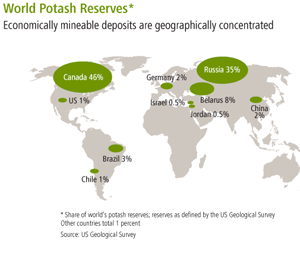 World Potash Reserves*
Economically mineable deposits are geographically concentrated
Canada 46%
Russia 35%
Germany 2%
US 1%
Belarus 8%
Israel 0.5%
China
2%
Jordan 0.5%
Brazil 3%
Chile 1%
* Share of world's potash reserves; reserves as defined by the US Geological Survey
Other countries total 1 percent
Source: US Geological Survey